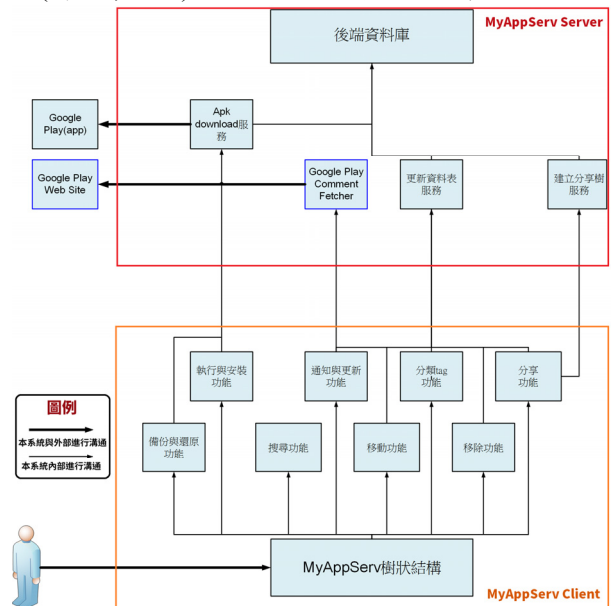 MyAppServ Server
後端資料庫
Google
Play(app)
Apk
download服
務
Google Play
Web Site
Google Play
Comment
Fetcher
更新資料表
服務
建立分享樹
服務
執行與安裝
功能
通知與更新
功能
分類tag
功能
分享
功能
圖例
本系統與外部進行溝通
本系統內部進行溝通
備份與還原
功能
搜尋功能
移動功能
移除功能
MyAppServ樹狀結構
MyAppServ Client